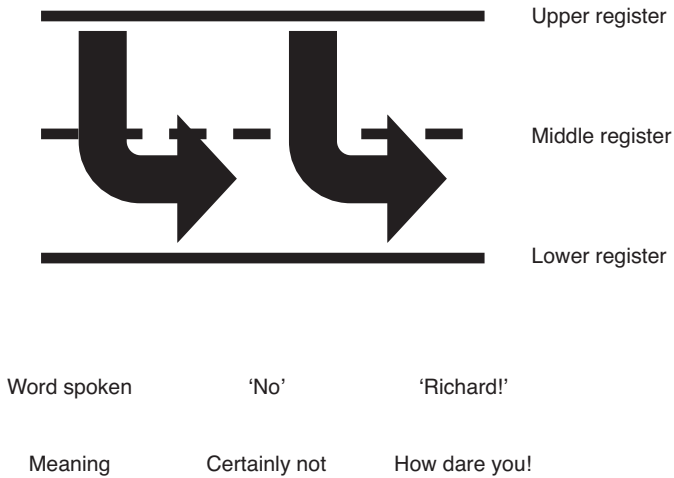 Upper register
Middle register
Lower register
Word spoken ‘No’ ‘Richard!’
Meaning Certainly not How dare you!